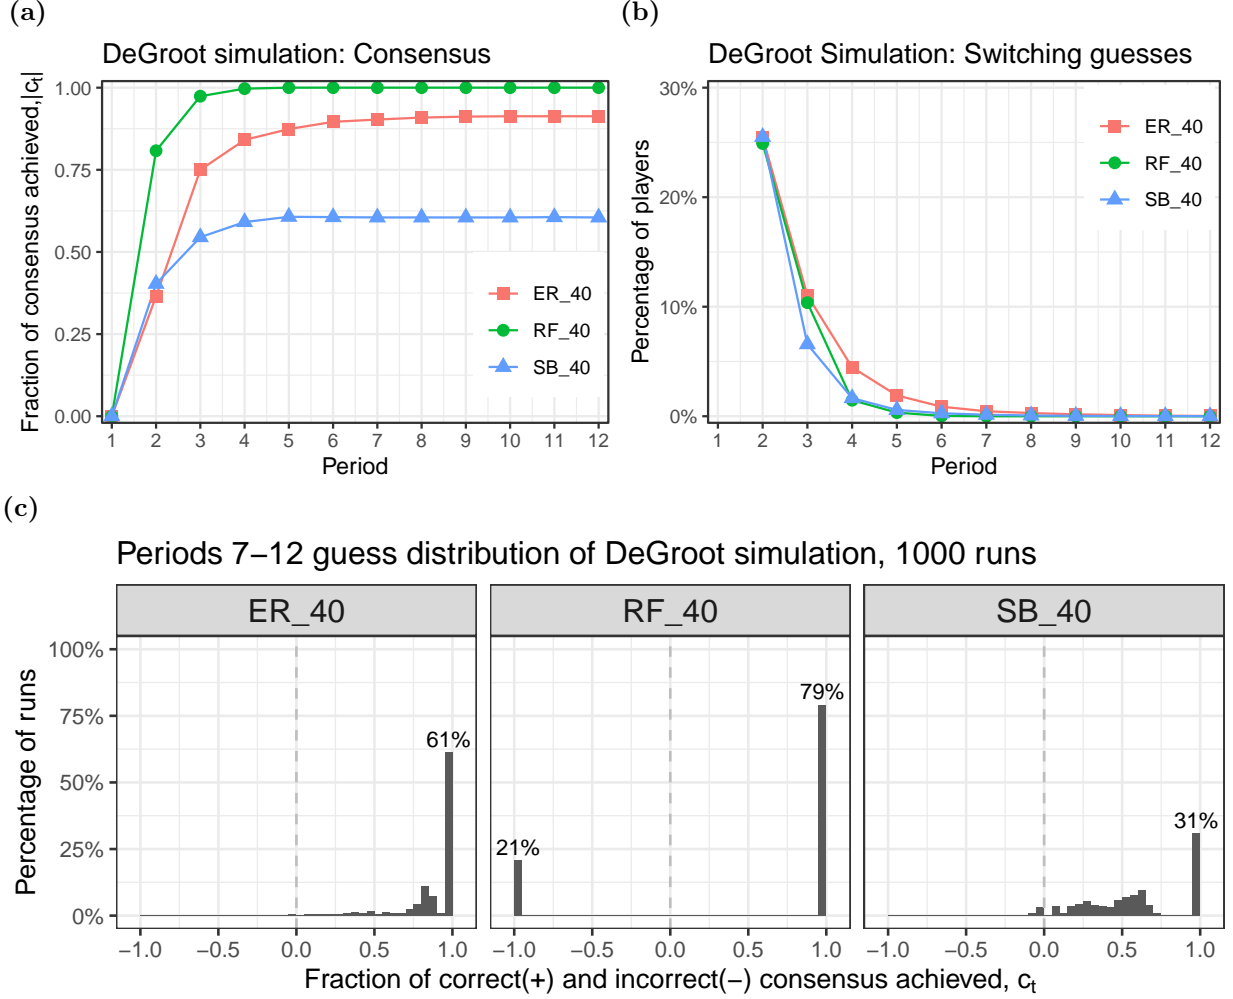 (a)
DeGroot simulation: Consensus
Fraction of consensus achieved,|cₜ|
1.00
0.75
0.50
0.25
0.00
ER_40
RF_40
SB_40
1 2 3 4 5 6 7 8 9 10 11 12
Period
(b)
DeGroot Simulation: Switching guesses
Percentage of players
30%
20%
10%
0%
ER_40
RF_40
SB_40
1 2 3 4 5 6 7 8 9 10 11 12
Period
(c)
Periods 7−12 guess distribution of DeGroot simulation, 1000 runs
ER_40 RF_40 SB_40
Percentage of runs
100%
75%
50%
25%
0%
61%
21%
79%
31%
−1.0 −0.5 0.0 0.5 1.0 −1.0 −0.5 0.0 0.5 1.0 −1.0 −0.5 0.0 0.5 1.0
Fraction of correct(+) and incorrect(−) consensus achieved, cₜ